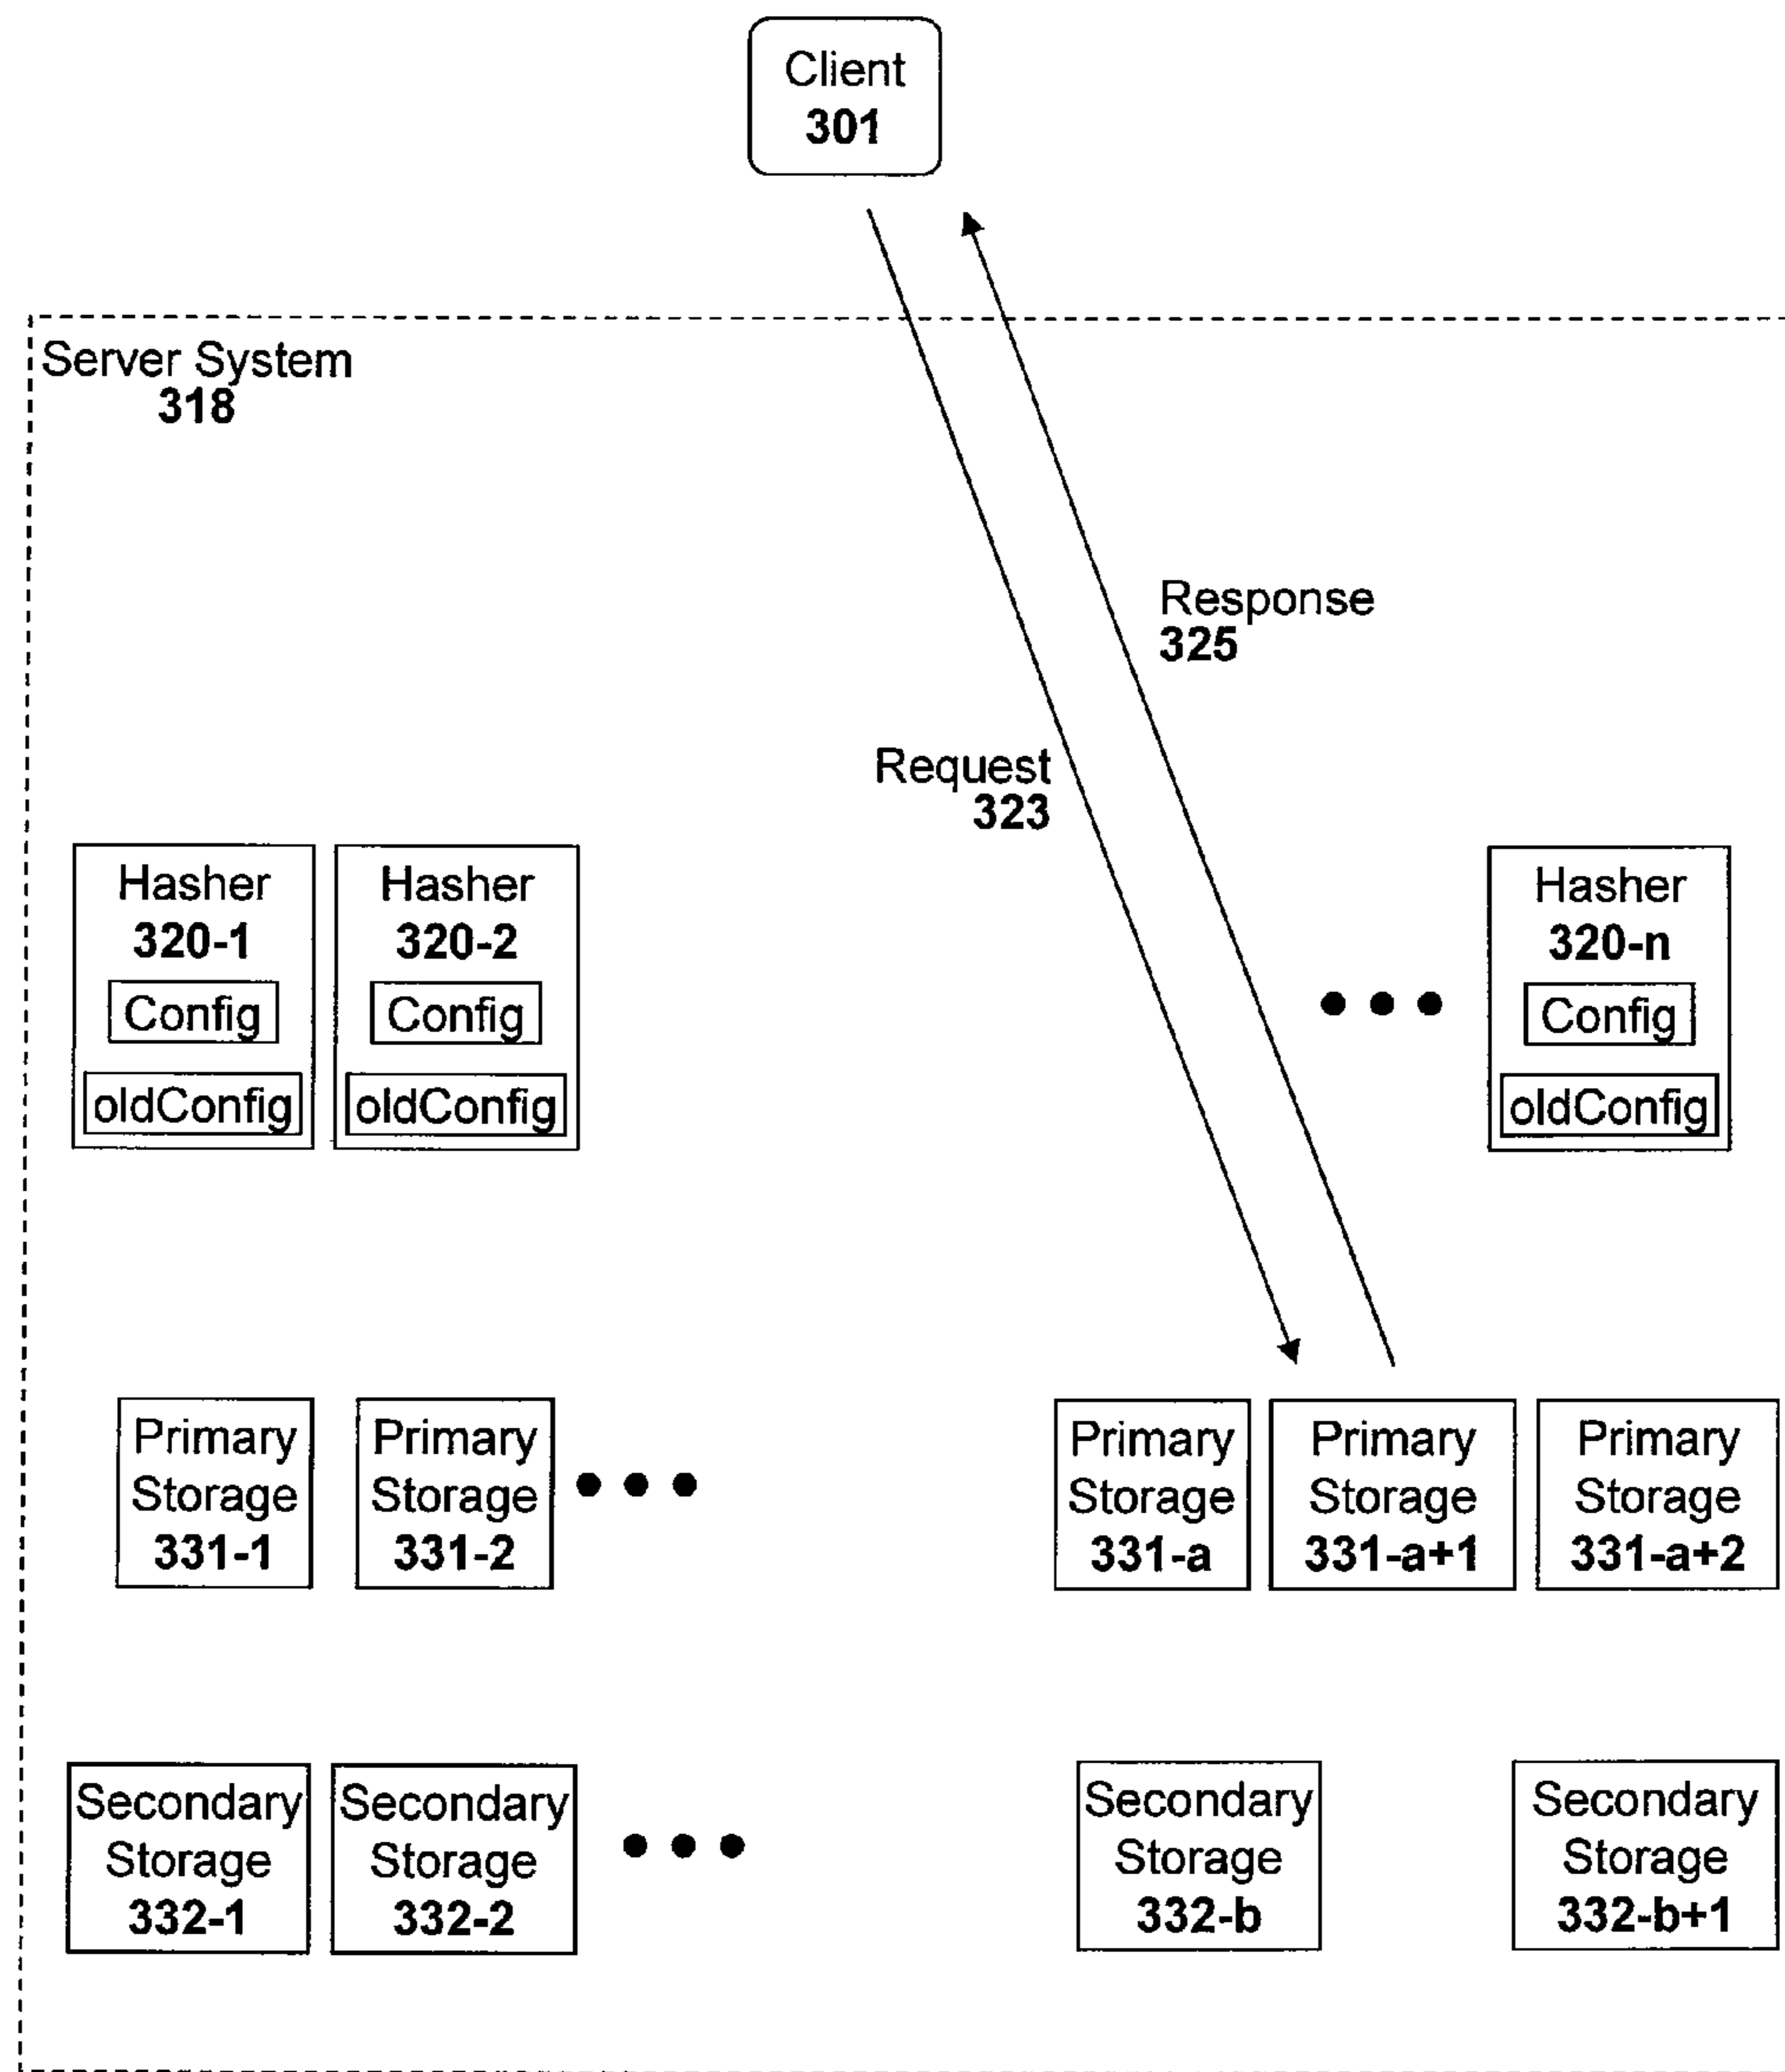 Client
301
Server System
318
Response
325
Request
323
Hasher
320-1
Config
oldConfig
Hasher
320-2
Config
oldConfig
Hasher
320-n
Config
oldConfig
Primary
Storage
331-1
Primary
Storage
331-2
Primary
Storage
331-a
Primary
Storage
331-a+1
Primary
Storage
331-a+2
Secondary
Storage
332-1
Secondary
Storage
332-2
Secondary
Storage
332-b
Secondary
Storage
332-b+1